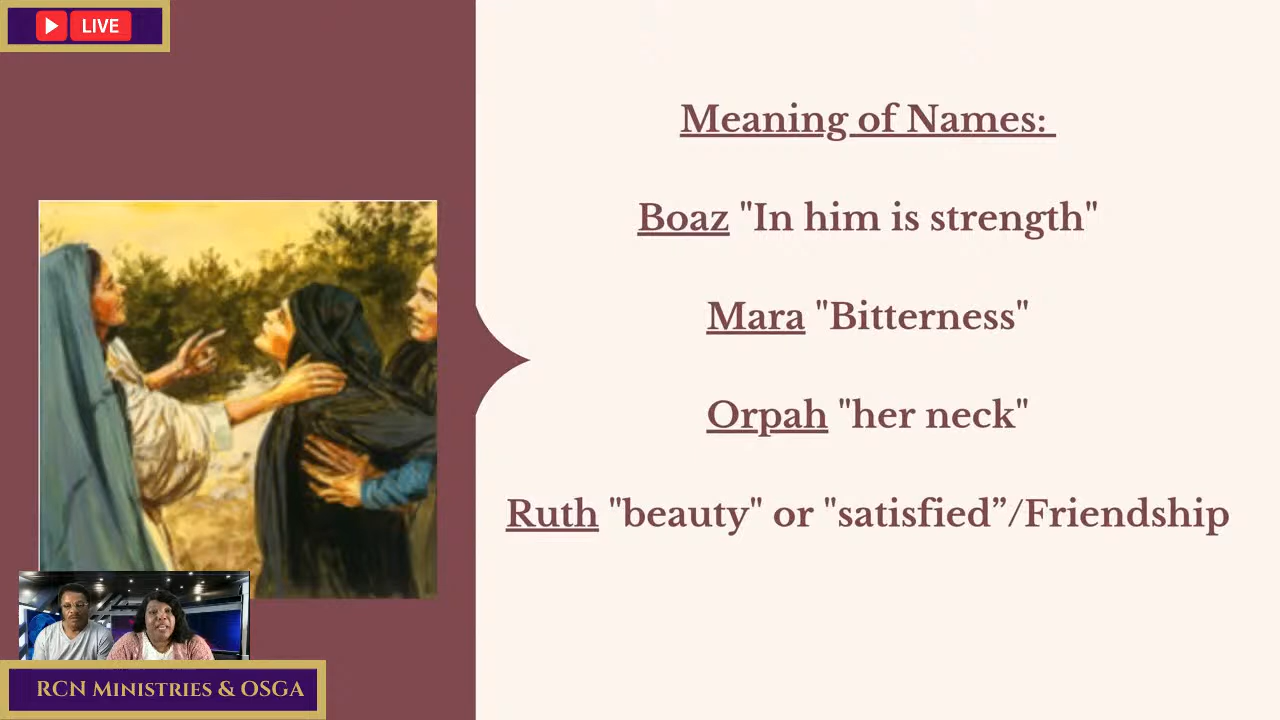 LIVE
Meaning of Names:
Boaz "In him is strength"
Mara "Bitterness"
Orpah "her neck"
Ruth "beauty" or "satisfied”/Friendship
RCN Ministries & OSGA